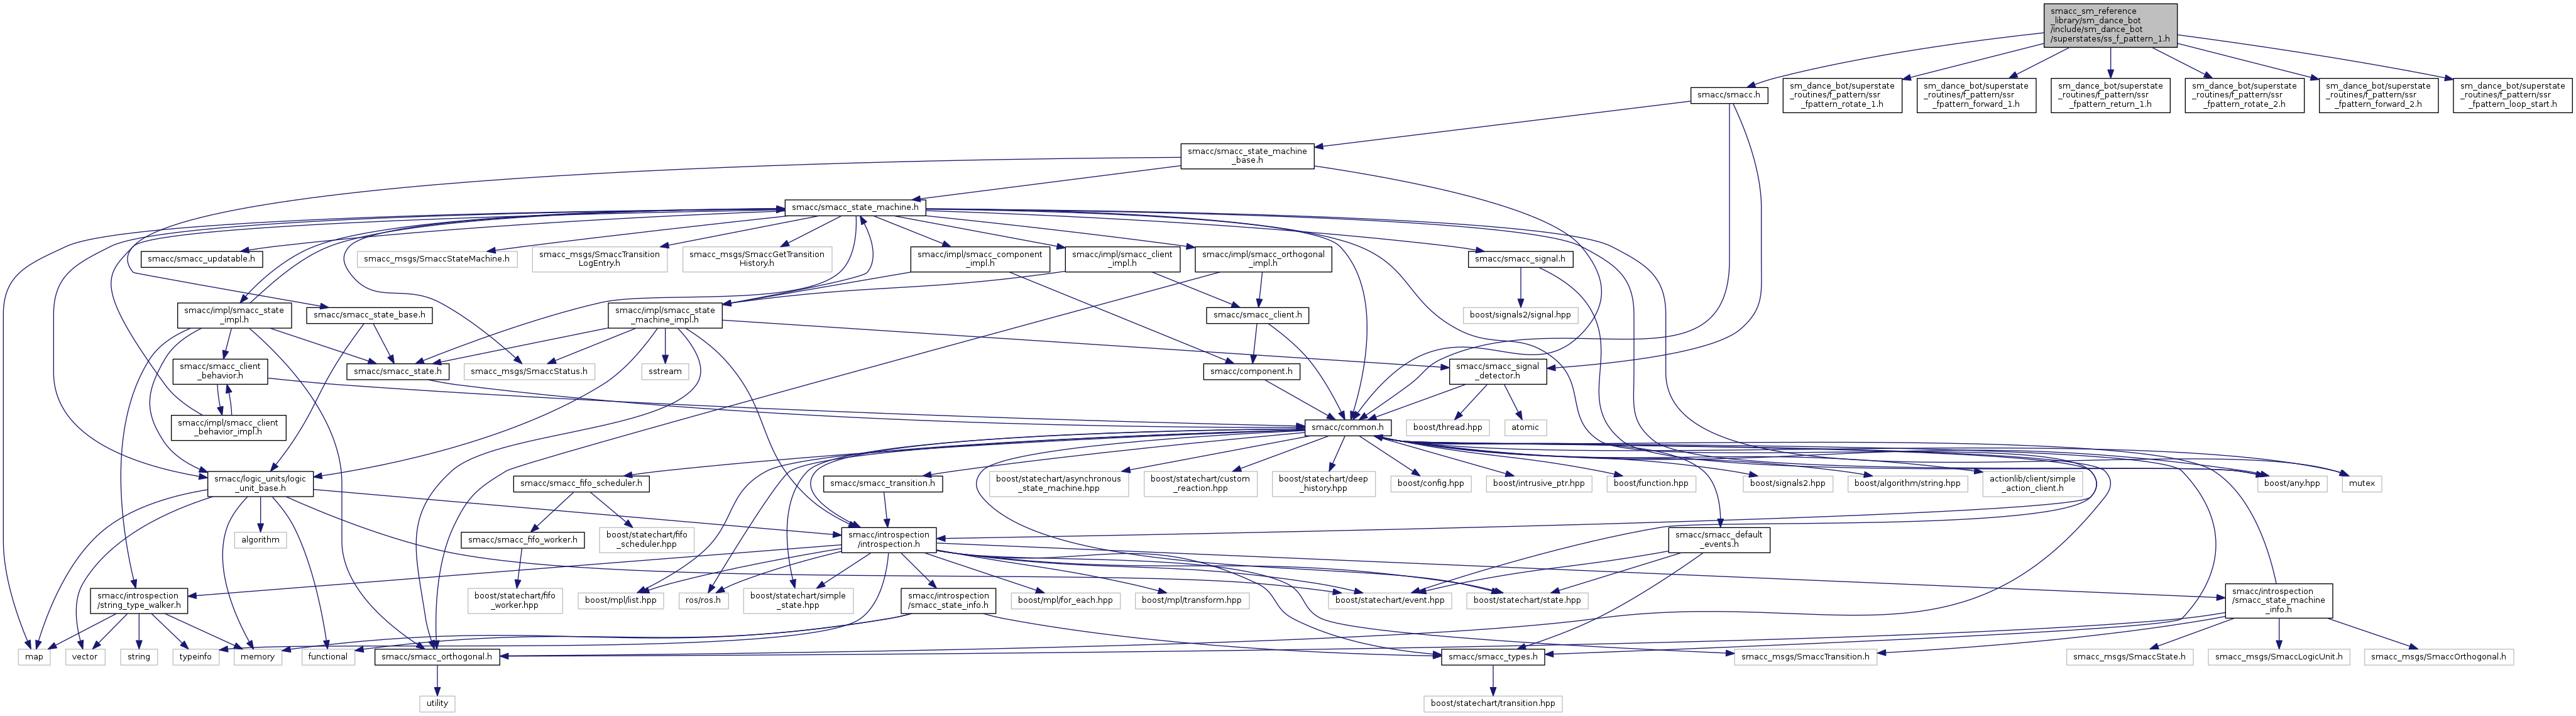 smacc_sm_reference
_library/sm_dance_bot
/include/sm_dance_bot
/superstates/ss_f_pattern_1.h
smacc/smacc.h
sm_dance_bot/superstate
_routines/f_pattern/ssr
_fpattern_rotate_1.h
sm_dance_bot/superstate
_routines/f_pattern/ssr
_fpattern_forward_1.h
sm_dance_bot/superstate
_routines/f_pattern/ssr
_fpattern_return_1.h
sm_dance_bot/superstate
_routines/f_pattern/ssr
_fpattern_rotate_2.h
sm_dance_bot/superstate
_routines/f_pattern/ssr
_fpattern_forward_2.h
sm_dance_bot/superstate
_routines/f_pattern/ssr
_fpattern_loop_start.h
smacc/smacc_state_machine
_base.h
smacc/smacc_state_machine.h
smacc/smacc_updatable.h
smacc_msgs/SmaccStateMachine.h
smacc_msgs/SmaccTransition
LogEntry.h
smacc_msgs/SmaccGetTransition
History.h
smacc/impl/smacc_component
_impl.h
smacc/impl/smacc_client
_impl.h
smacc/impl/smacc_orthogonal
_impl.h
smacc/smacc_signal.h
smacc/impl/smacc_state
_impl.h
smacc/smacc_state_base.h
smacc/impl/smacc_state
_machine_impl.h
smacc/smacc_client.h
boost/signals2/signal.hpp
smacc/smacc_client
_behavior.h
smacc/smacc_state.h
smacc_msgs/SmaccStatus.h
sstream
smacc/component.h
smacc/smacc_signal
_detector.h
smacc/impl/smacc_client
_behavior_impl.h
smacc/common.h
boost/thread.hpp
atomic
smacc/logic_units/logic
_unit_base.h
smacc/smacc_fifo_scheduler.h
smacc/smacc_transition.h
boost/statechart/asynchronous
_state_machine.hpp
boost/statechart/custom
_reaction.hpp
boost/statechart/deep
_history.hpp
boost/config.hpp
boost/intrusive_ptr.hpp
boost/function.hpp
boost/signals2.hpp
boost/algorithm/string.hpp
actionlib/client/simple
_action_client.h
boost/any.hpp
mutex
algorithm
smacc/smacc_fifo_worker.h
boost/statechart/fifo
_scheduler.hpp
smacc/introspection
/introspection.h
smacc/smacc_default
_events.h
smacc/introspection
/string_type_walker.h
boost/statechart/fifo
_worker.hpp
boost/mpl/list.hpp
ros/ros.h
boost/statechart/simple
_state.hpp
smacc/introspection
/smacc_state_info.h
boost/mpl/for_each.hpp
boost/mpl/transform.hpp
boost/statechart/event.hpp
boost/statechart/state.hpp
smacc/introspection
/smacc_state_machine
_info.h
map
vector
string
typeinfo
memory
functional
smacc/smacc_orthogonal.h
smacc/smacc_types.h
smacc_msgs/SmaccTransition.h
smacc_msgs/SmaccState.h
smacc_msgs/SmaccLogicUnit.h
smacc_msgs/SmaccOrthogonal.h
utility
boost/statechart/transition.hpp